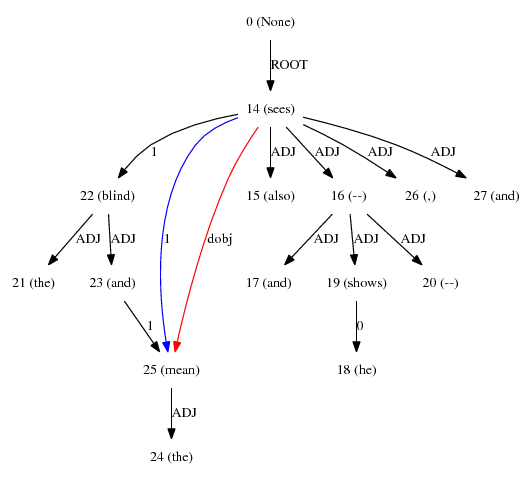 0 (None)
ROOT
14 (sees)
1 ADJ ADJ ADJ ADJ
22 (blind) 15 (also) 16 (--) 26 (,) 27 (and)
ADJ ADJ 1 dobj ADJ ADJ ADJ
21 (the) 23 (and) 17 (and) 19 (shows) 20 (--)
1 0
25 (mean) 18 (he)
ADJ
24 (the)